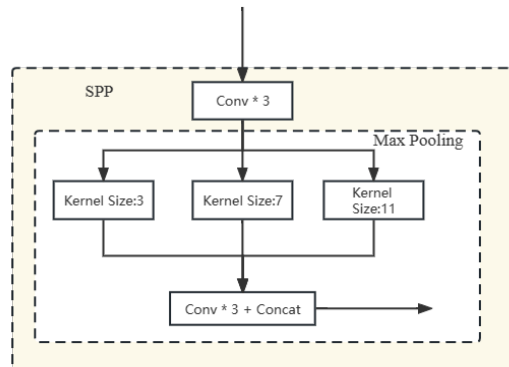 SPP
Conv * 3
Max Pooling
Kernel Size:3
Kernel Size:7
Kernel
Size:11
Conv * 3 + Concat